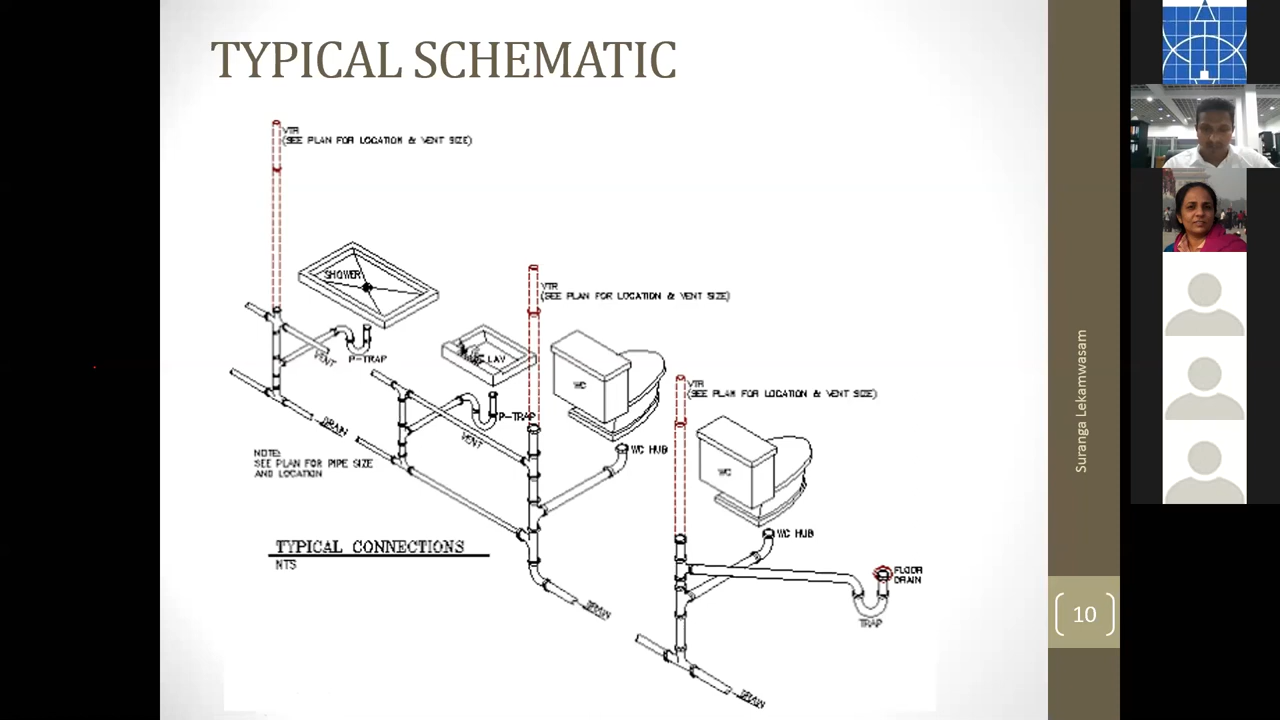 TYPICAL SCHEMATIC
VTR
(SEE PLAN FOR LOCATION & VENT SIZE)
SHOWER
VTR
(SEE PLAN FOR LOCATION & VENT SIZE)
VENT
P-TRAP
LAV
WC
VTR
(SEE PLAN FOR LOCATION & VENT SIZE)
P-TRAP
DRAIN
VENT
NOTE:
SEE PLAN FOR PIPE SIZE
AND LOCATION
WC HUB
WC
TYPICAL CONNECTIONS
NTS
WC HUB
FLOOR
DRAIN
TRAP
DRAIN
DRAIN
Suranga Lekamwasam
10